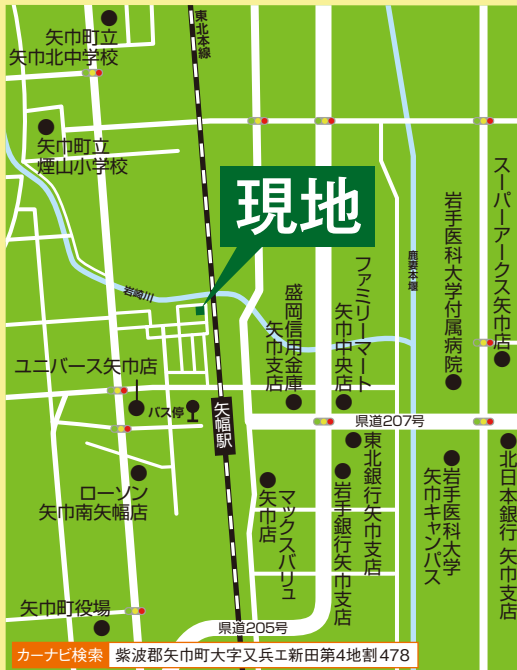 矢巾町立
矢巾北中学校
東北本線
矢巾町立
煙山小学校
現地
岩崎川
鹿妻本堰
スーパーアークス矢巾店
岩手医科大学付属病院
ファミリーマート
矢巾中央店
盛岡信用金庫
矢巾支店
ユニバース矢巾店
バス停
矢幅駅
県道207号
ローソン
矢巾南矢幅店
マックスバリュ
矢巾店
東北銀行矢巾支店
岩手銀行矢巾支店
岩手医科大学
矢巾キャンパス
北日本銀行 矢巾支店
矢巾町役場
県道205号
カーナビ検索 紫波郡矢巾町大字又兵エ新田第4地割478